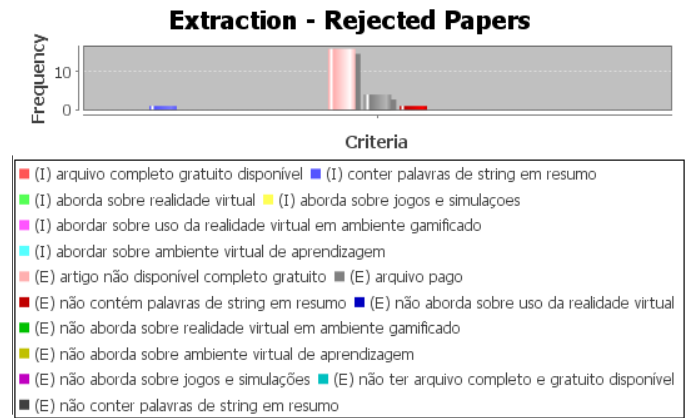 Extraction - Rejected Papers
Frequency
10
0
Criteria
(I) arquivo completo gratuito disponível (I) conter palavras de string em resumo
(I) aborda sobre realidade virtual (I) aborda sobre jogos e simulaçoes
(I) abordar sobre uso da realidade virtual em ambiente gamificado
(I) abordar sobre ambiente virtual de aprendizagem
(E) artigo não disponível completo gratuito (E) arquivo pago
(E) não contém palavras de string em resumo (E) não aborda sobre uso da realidade virtual
(E) não aborda sobre realidade virtual em ambiente gamificado
(E) não aborda sobre ambiente virtual de aprendizagem
(E) não aborda sobre jogos e simulações (E) não ter arquivo completo e gratuito disponível
(E) não conter palavras de string em resumo